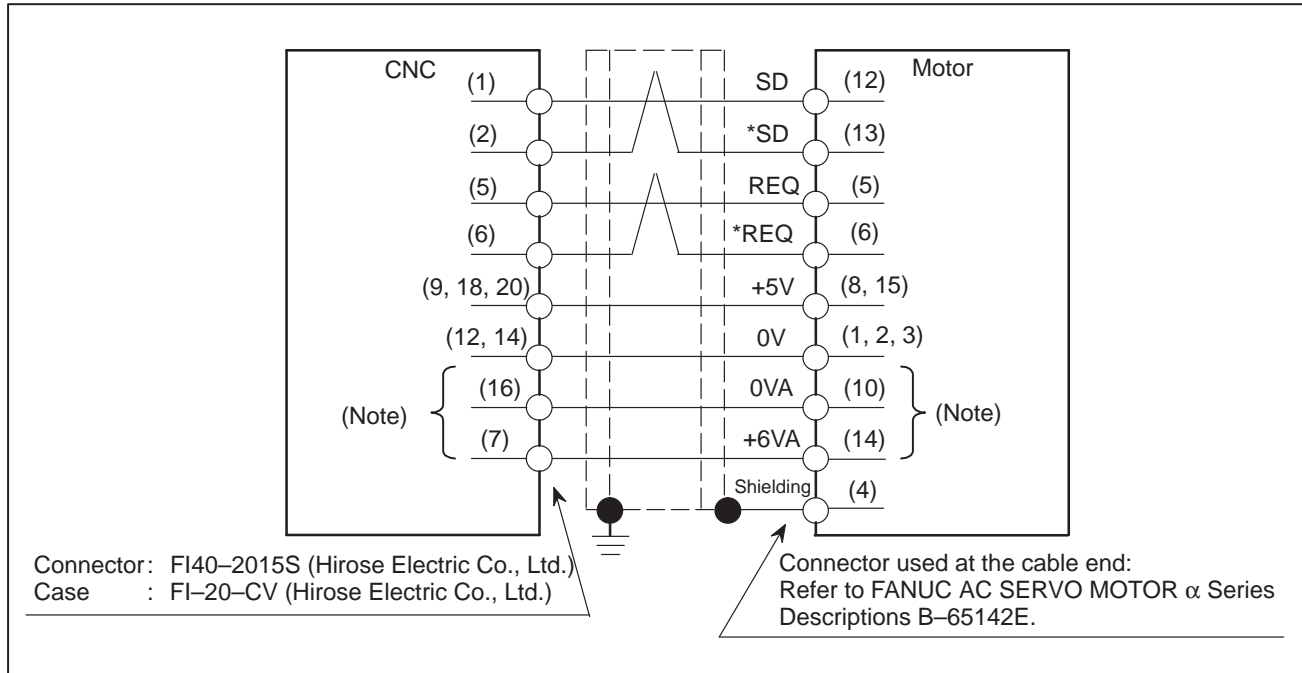 CNC
Motor
(1) SD (12)
(2) *SD (13)
(5) REQ (5)
(6) *REQ (6)
(9, 18, 20) +5V (8, 15)
(12, 14) 0V (1, 2, 3)
(16) 0VA (10)
(Note) (Note)
(7) +6VA (14)
Shielding (4)
Connector : FI40–2015S (Hirose Electric Co., Ltd.)
Case : FI–20–CV (Hirose Electric Co., Ltd.)
Connector used at the cable end:
Refer to FANUC AC SERVO MOTOR α Series
Descriptions B–65142E.